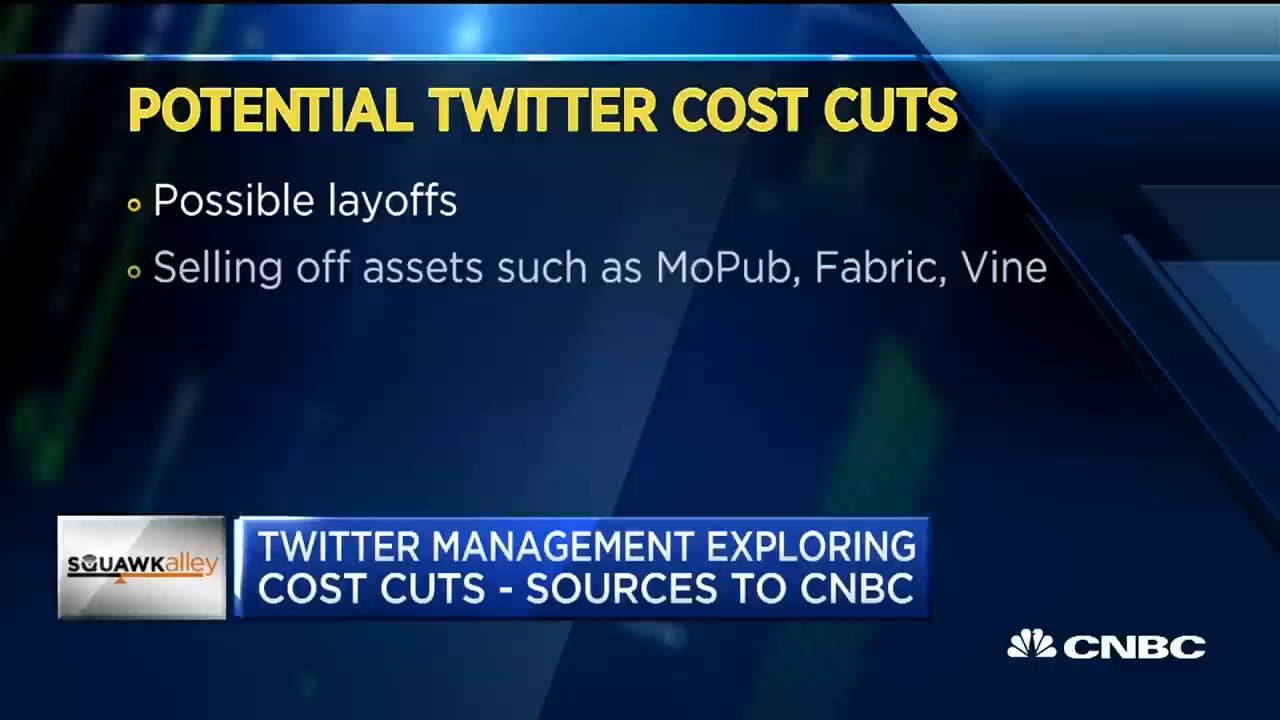 POTENTIAL TWITTER COST CUTS
Possible layoffs
Selling off assets such as MoPub, Fabric, Vine
SQUAWKalley
TWITTER MANAGEMENT EXPLORING
COST CUTS - SOURCES TO CNBC
CNBC